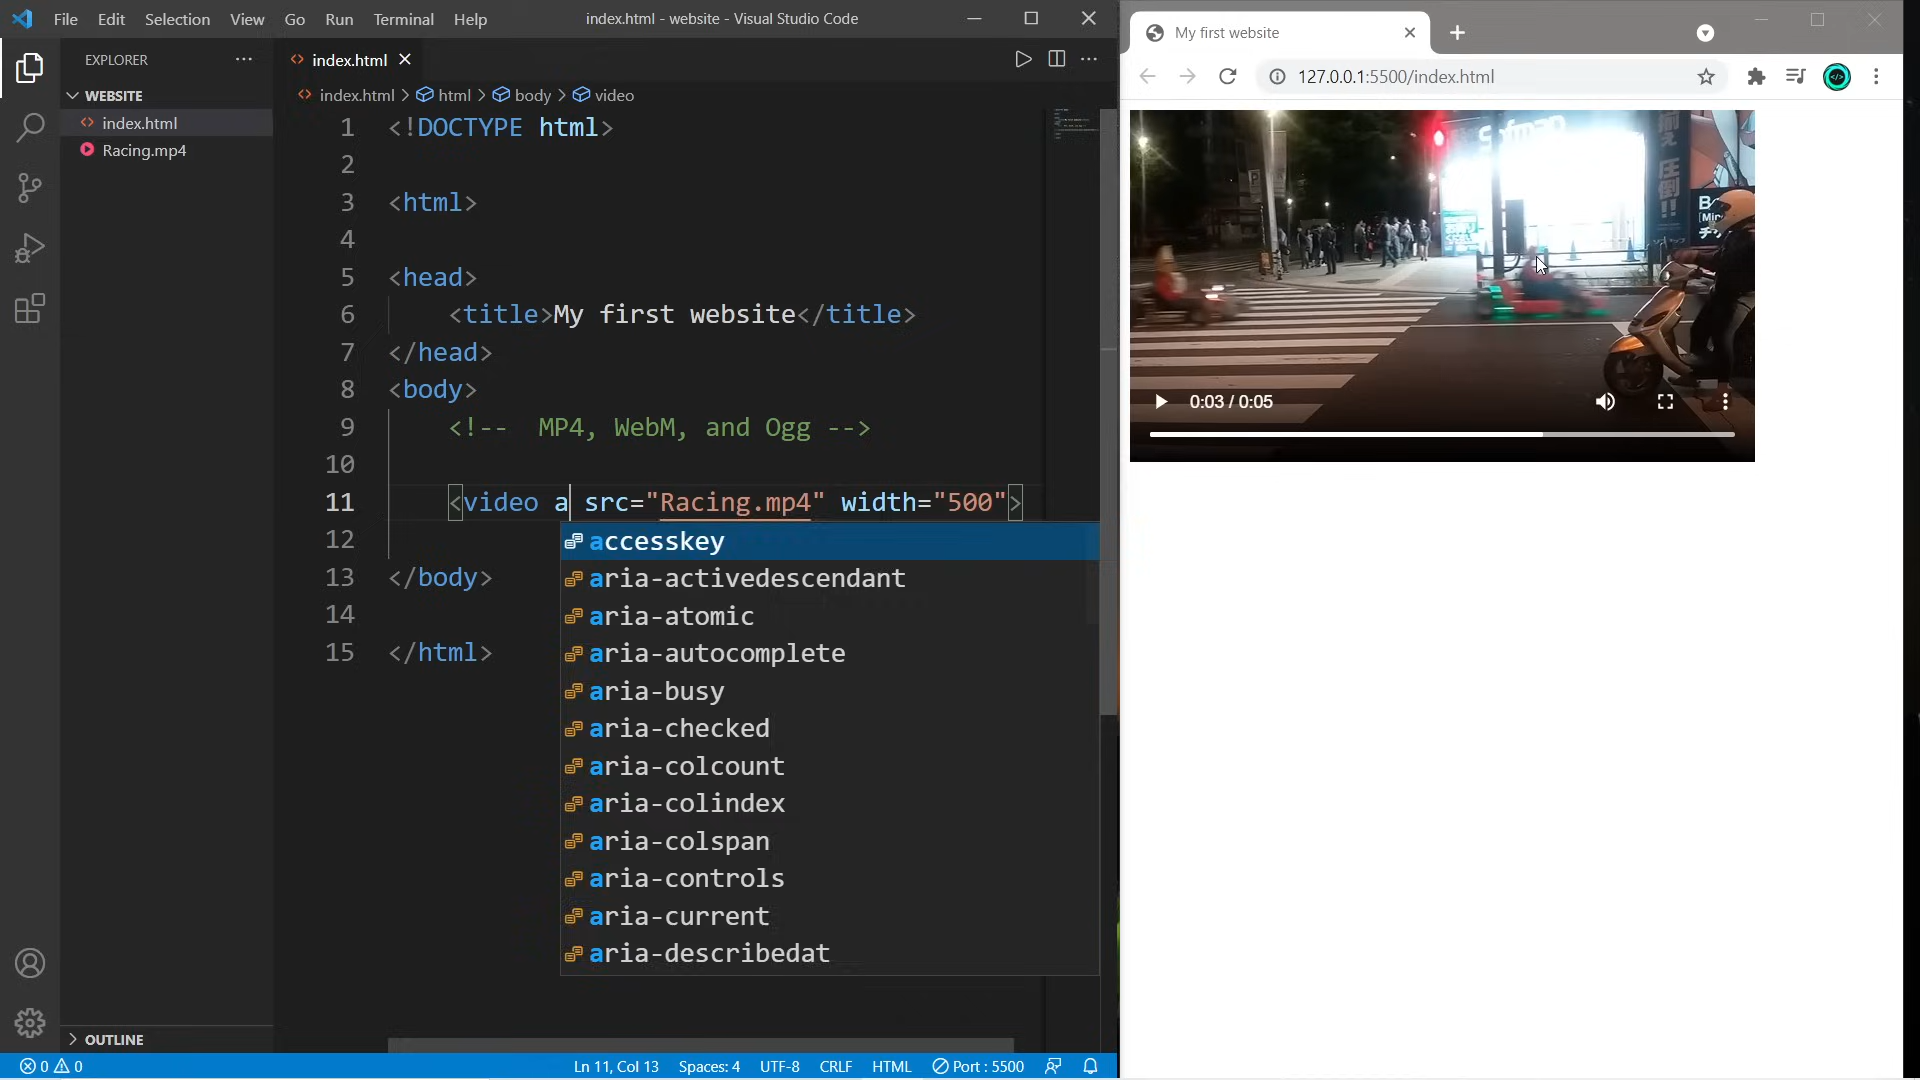 File Edit Selection View Go Run Terminal Help index.html - website - Visual Studio Code
EXPLORER
WEBSITE
index.html
Racing.mp4
OUTLINE
index.html
index.html > html > body > video
1 <!DOCTYPE html>
2
3 <html>
4
5 <head>
6 <title>My first website</title>
7 </head>
8 <body>
9 <!--  MP4, WebM, and Ogg -->
10
11 <video a src="Racing.mp4" width="500">
12
13 </body>
14
15 </html>
accesskey
aria-activedescendant
aria-atomic
aria-autocomplete
aria-busy
aria-checked
aria-colcount
aria-colindex
aria-colspan
aria-controls
aria-current
aria-describedat
0 0 Ln 11, Col 13 Spaces: 4 UTF-8 CRLF HTML Port : 5500
My first website
127.0.0.1:5500/index.html
圧倒!!
0:03 / 0:05